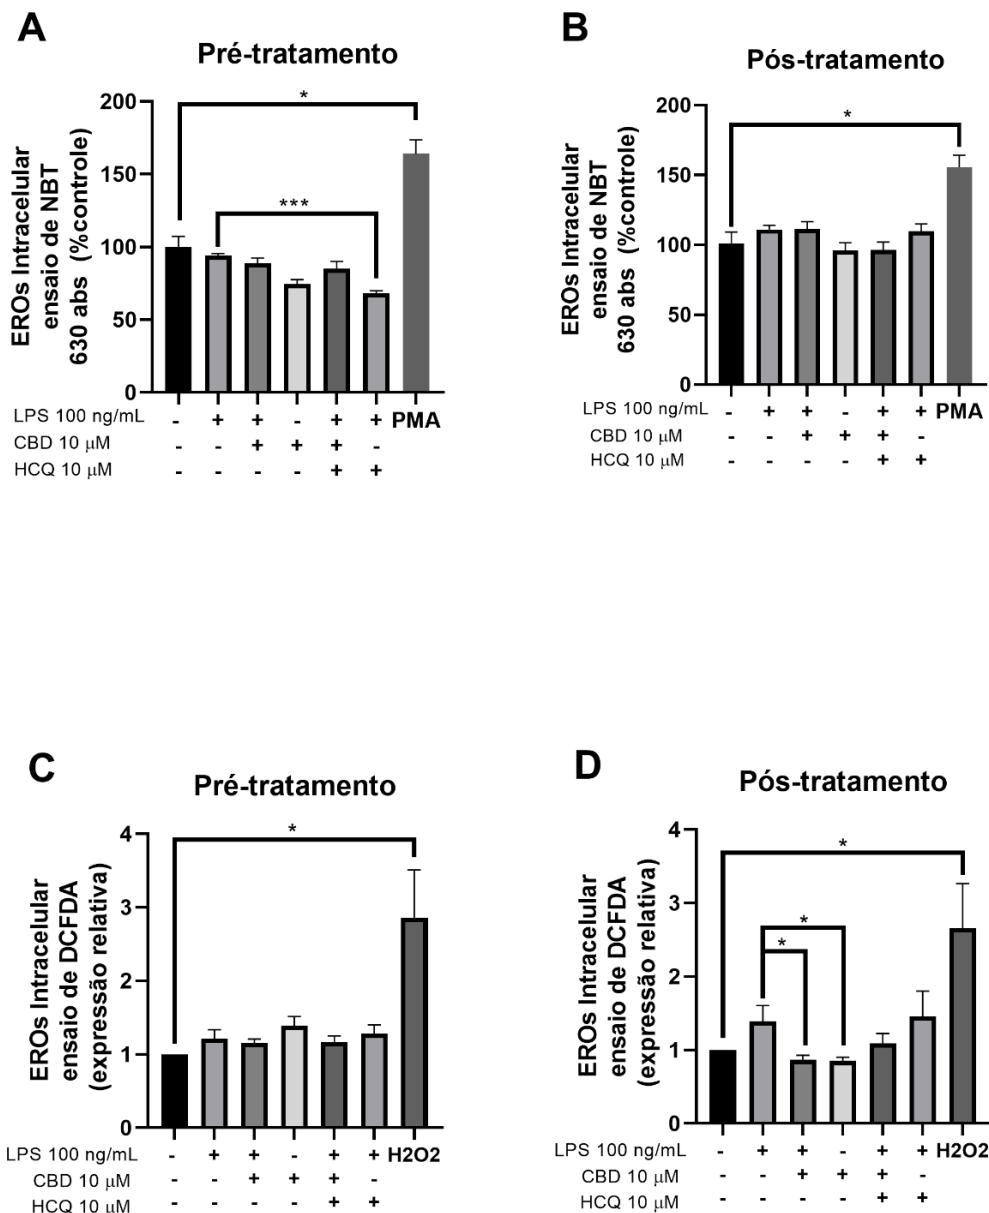 A
Pré-tratamento
EROs Intracelular
ensaio de NBT
630 abs (%controle)
200
150
100
50
0
*
***
LPS 100 ng/mL - + + - + + PMA
CBD 10 μM - - + + + -
HCQ 10 μM - - - - + +
B
Pós-tratamento
EROs Intracelular
ensaio de NBT
630 abs (%controle)
200
150
100
50
0
*
LPS 100 ng/mL - + + - + + PMA
CBD 10 μM - - + + + -
HCQ 10 μM - - - - + +
C
Pré-tratamento
EROs Intracelular
ensaio de DCFDA
(expressão relativa)
4
3
2
1
0
*
LPS 100 ng/mL - + + - + + H2O2
CBD 10 μM - - + + + -
HCQ 10 μM - - - - + +
D
Pós-tratamento
EROs Intracelular
ensaio de DCFDA
(expressão relativa)
4
3
2
1
0
*
*
*
LPS 100 ng/mL - + + - + + H2O2
CBD 10 μM - - + + + -
HCQ 10 μM - - - - + +